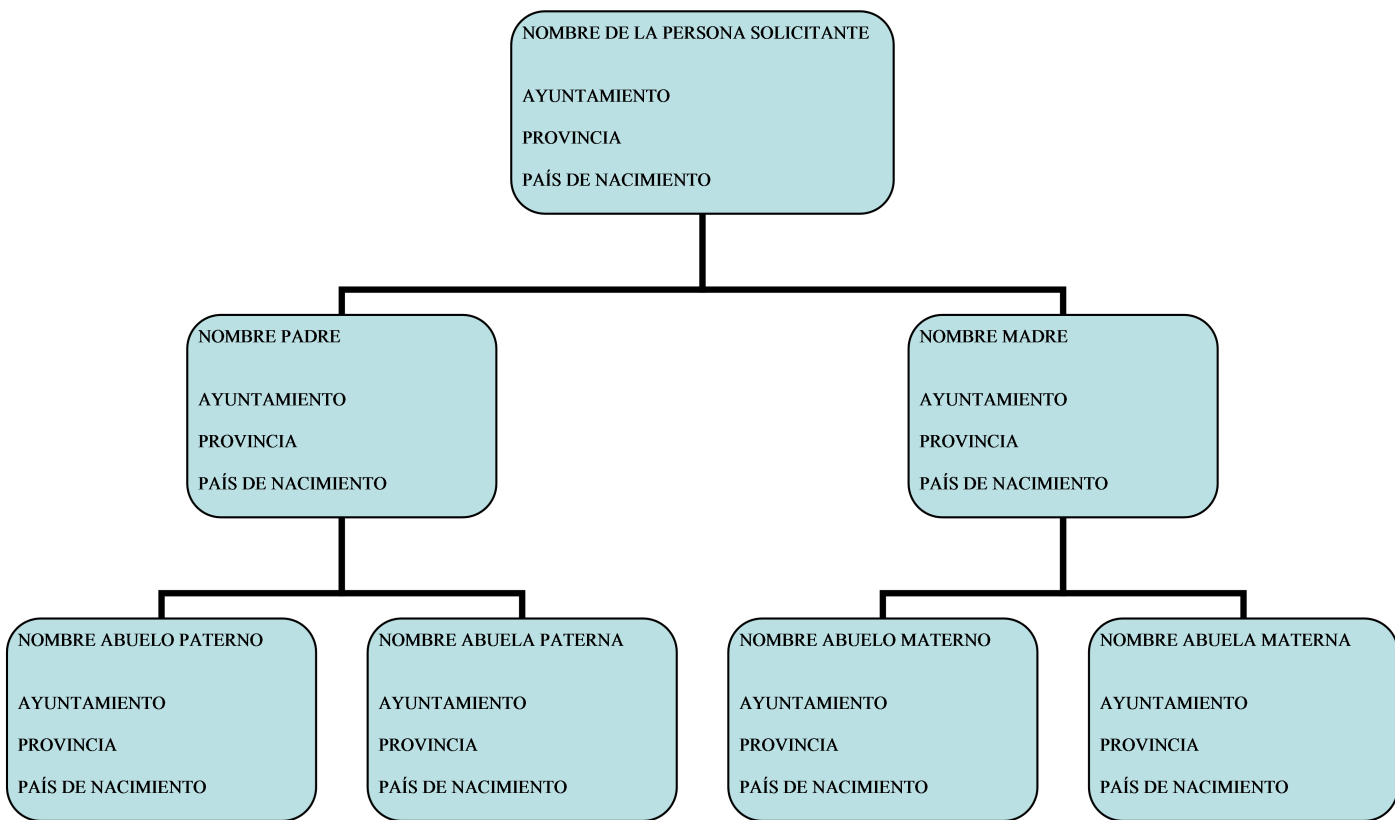 NOMBRE DE LA PERSONA SOLICITANTE
AYUNTAMIENTO
PROVINCIA
PAÍS DE NACIMIENTO
NOMBRE PADRE
AYUNTAMIENTO
PROVINCIA
PAÍS DE NACIMIENTO
NOMBRE MADRE
AYUNTAMIENTO
PROVINCIA
PAÍS DE NACIMIENTO
NOMBRE ABUELO PATERNO
AYUNTAMIENTO
PROVINCIA
PAÍS DE NACIMIENTO
NOMBRE ABUELA PATERNA
AYUNTAMIENTO
PROVINCIA
PAÍS DE NACIMIENTO
NOMBRE ABUELO MATERNO
AYUNTAMIENTO
PROVINCIA
PAÍS DE NACIMIENTO
NOMBRE ABUELA MATERNA
AYUNTAMIENTO
PROVINCIA
PAÍS DE NACIMIENTO